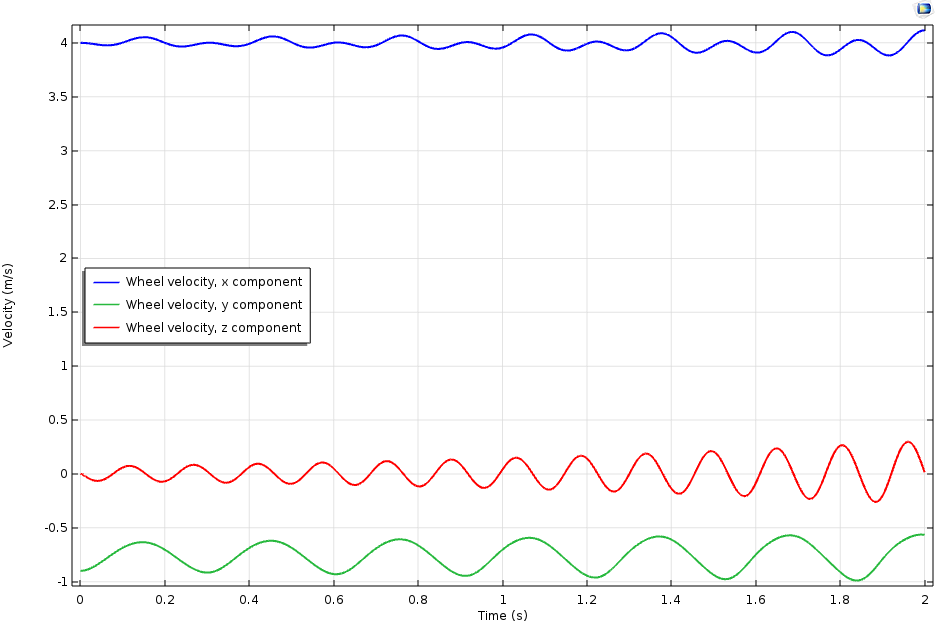 4
3.5
3
2.5
2
1.5
1
0.5
0
-0.5
-1
Velocity (m/s)
Wheel velocity, x component
Wheel velocity, y component
Wheel velocity, z component
0 0.2 0.4 0.6 0.8 1 1.2 1.4 1.6 1.8 2
Time (s)